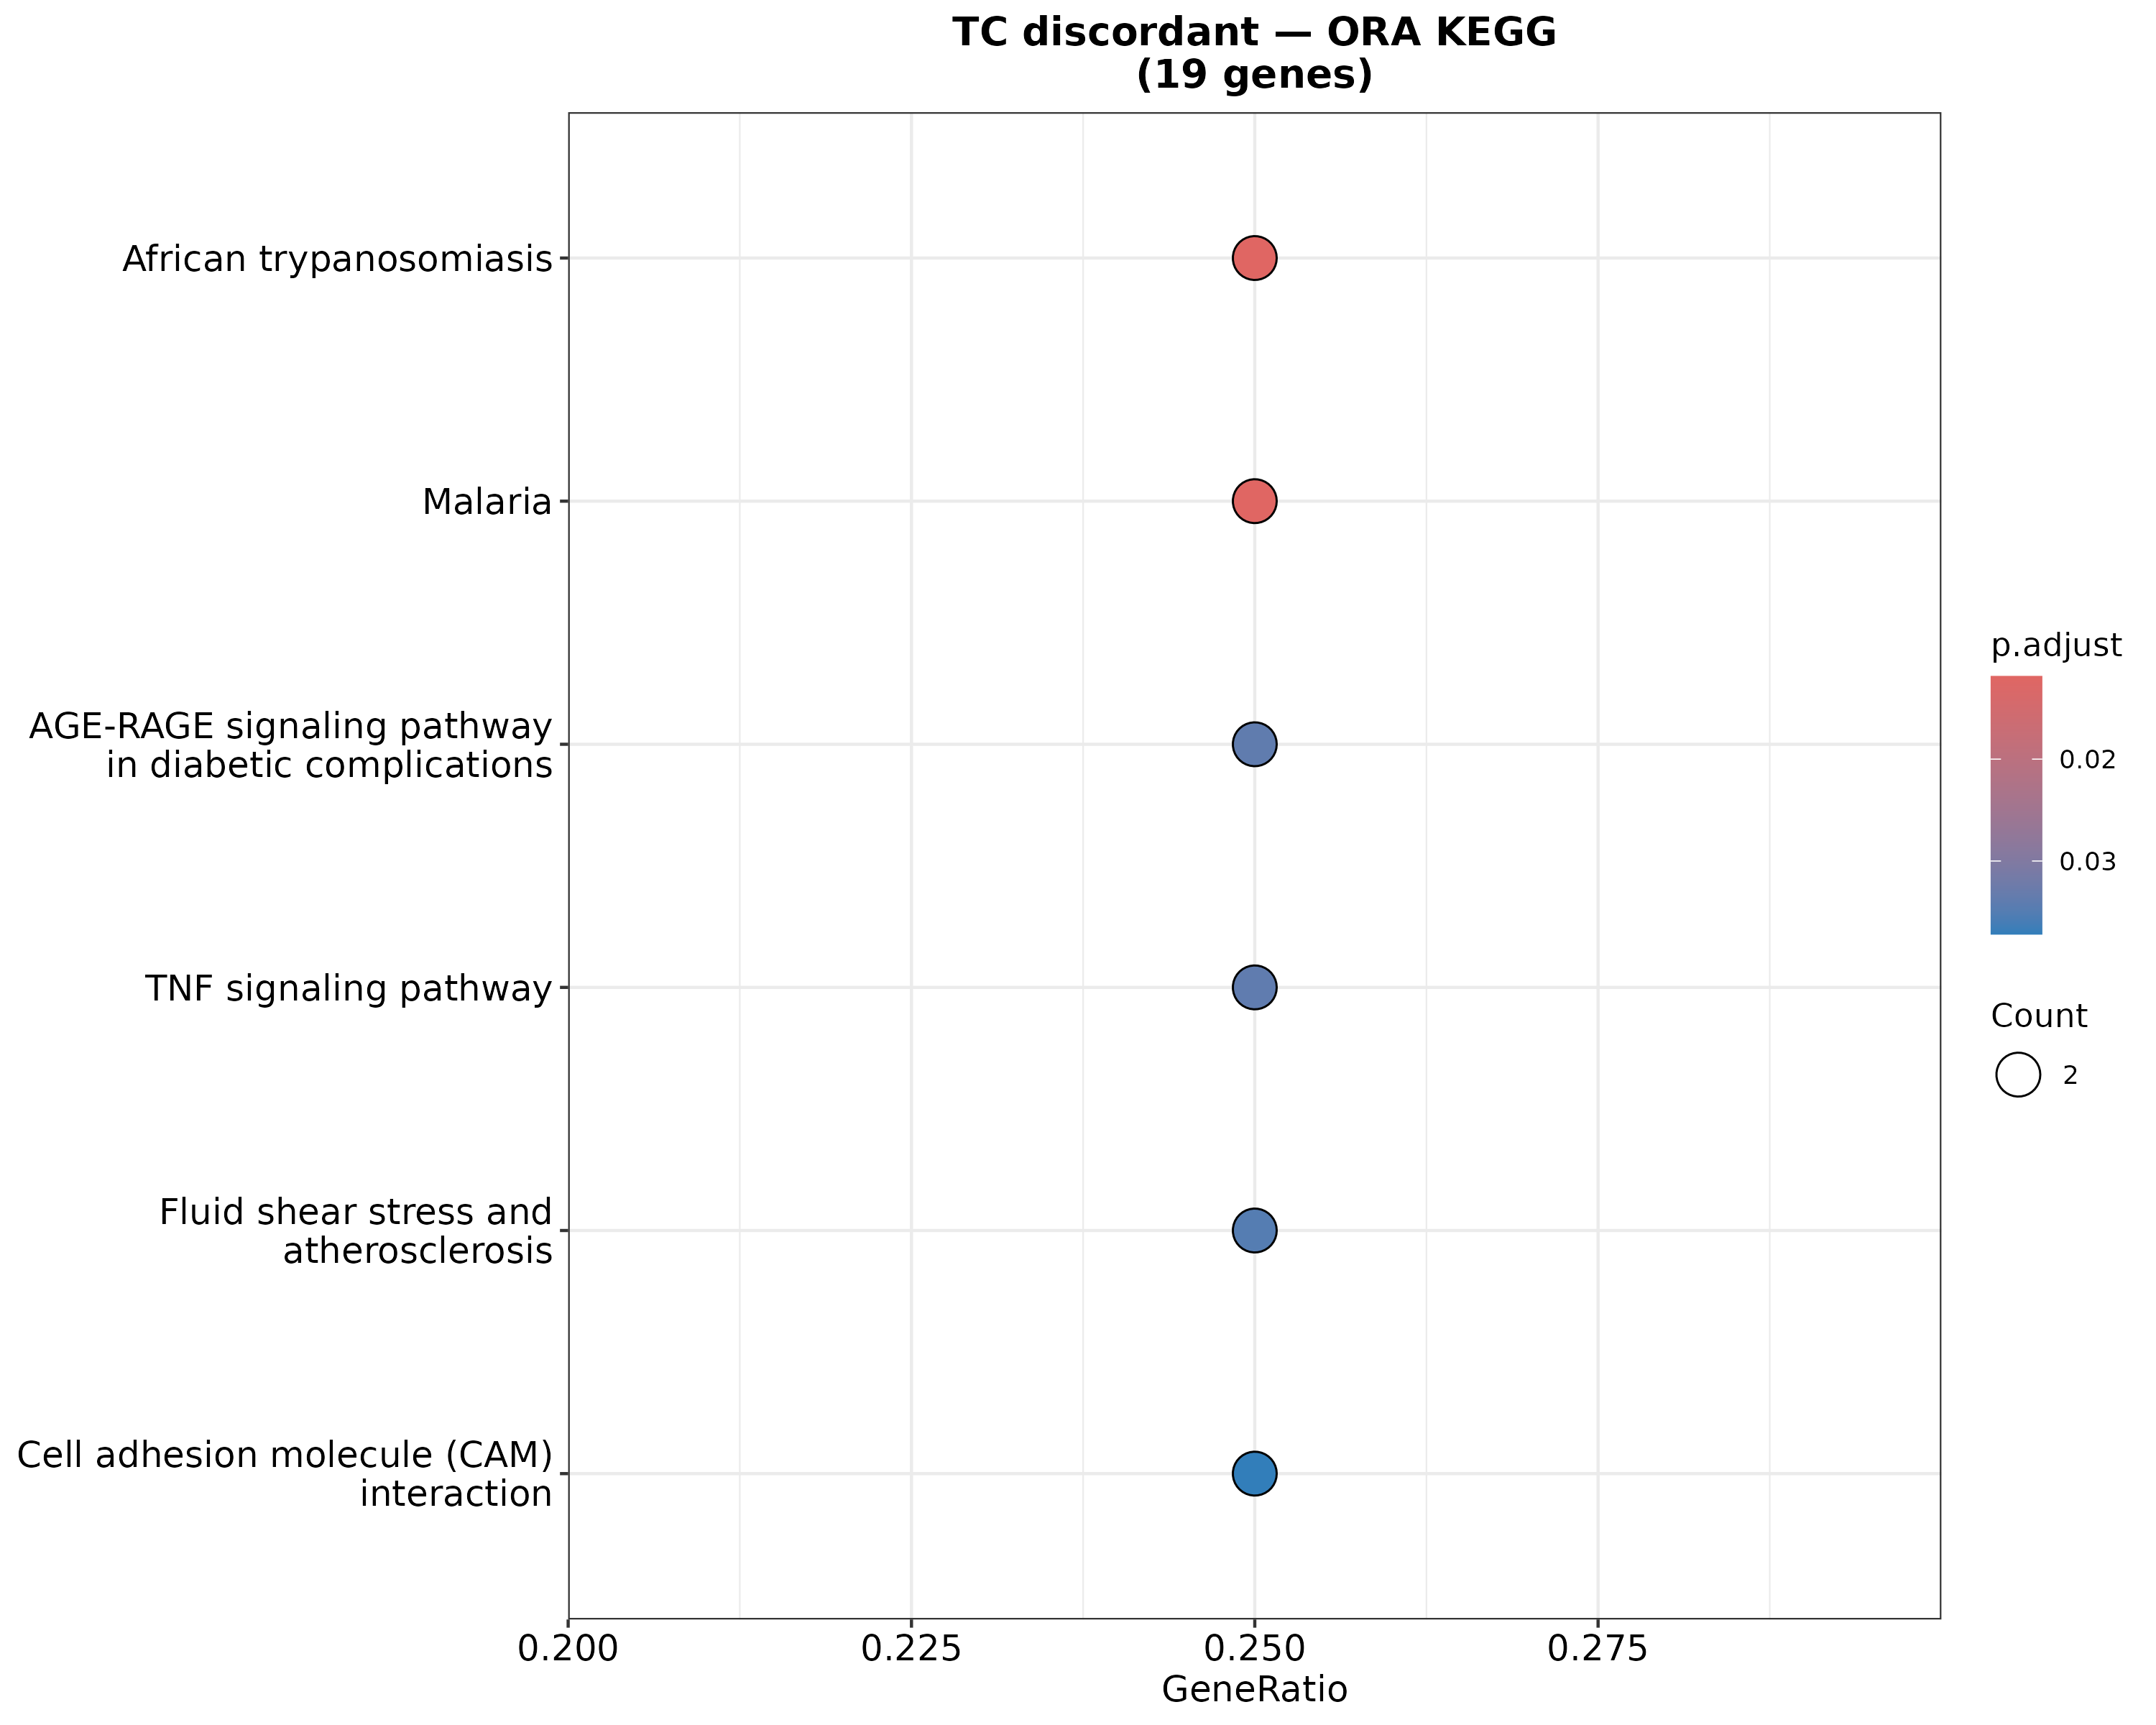 TC discordant — ORA KEGG
(19 genes)
African trypanosomiasis
Malaria
AGE-RAGE signaling pathway
in diabetic complications
TNF signaling pathway
Fluid shear stress and
atherosclerosis
Cell adhesion molecule (CAM)
interaction
0.200
0.225
0.250
0.275
GeneRatio
p.adjust
0.02
0.03
Count
2